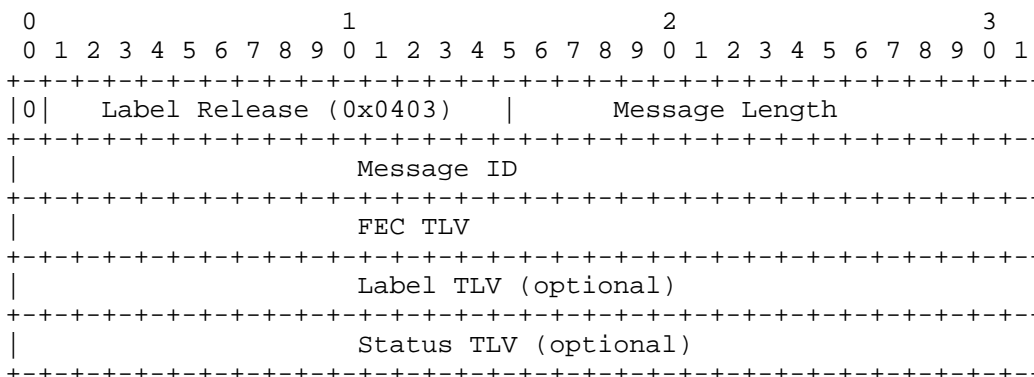 0                   1                   2                   3
 0 1 2 3 4 5 6 7 8 9 0 1 2 3 4 5 6 7 8 9 0 1 2 3 4 5 6 7 8 9 0 1
+-+-+-+-+-+-+-+-+-+-+-+-+-+-+-+-+-+-+-+-+-+-+-+-+-+-+-+-+-+-+-+-
|0|   Label Release (0x0403)   |      Message Length
+-+-+-+-+-+-+-+-+-+-+-+-+-+-+-+-+-+-+-+-+-+-+-+-+-+-+-+-+-+-+-+-
|                     Message ID
+-+-+-+-+-+-+-+-+-+-+-+-+-+-+-+-+-+-+-+-+-+-+-+-+-+-+-+-+-+-+-+-
|                     FEC TLV
+-+-+-+-+-+-+-+-+-+-+-+-+-+-+-+-+-+-+-+-+-+-+-+-+-+-+-+-+-+-+-+-
|                     Label TLV (optional)
+-+-+-+-+-+-+-+-+-+-+-+-+-+-+-+-+-+-+-+-+-+-+-+-+-+-+-+-+-+-+-+-
|                     Status TLV (optional)
+-+-+-+-+-+-+-+-+-+-+-+-+-+-+-+-+-+-+-+-+-+-+-+-+-+-+-+-+-+-+-+-